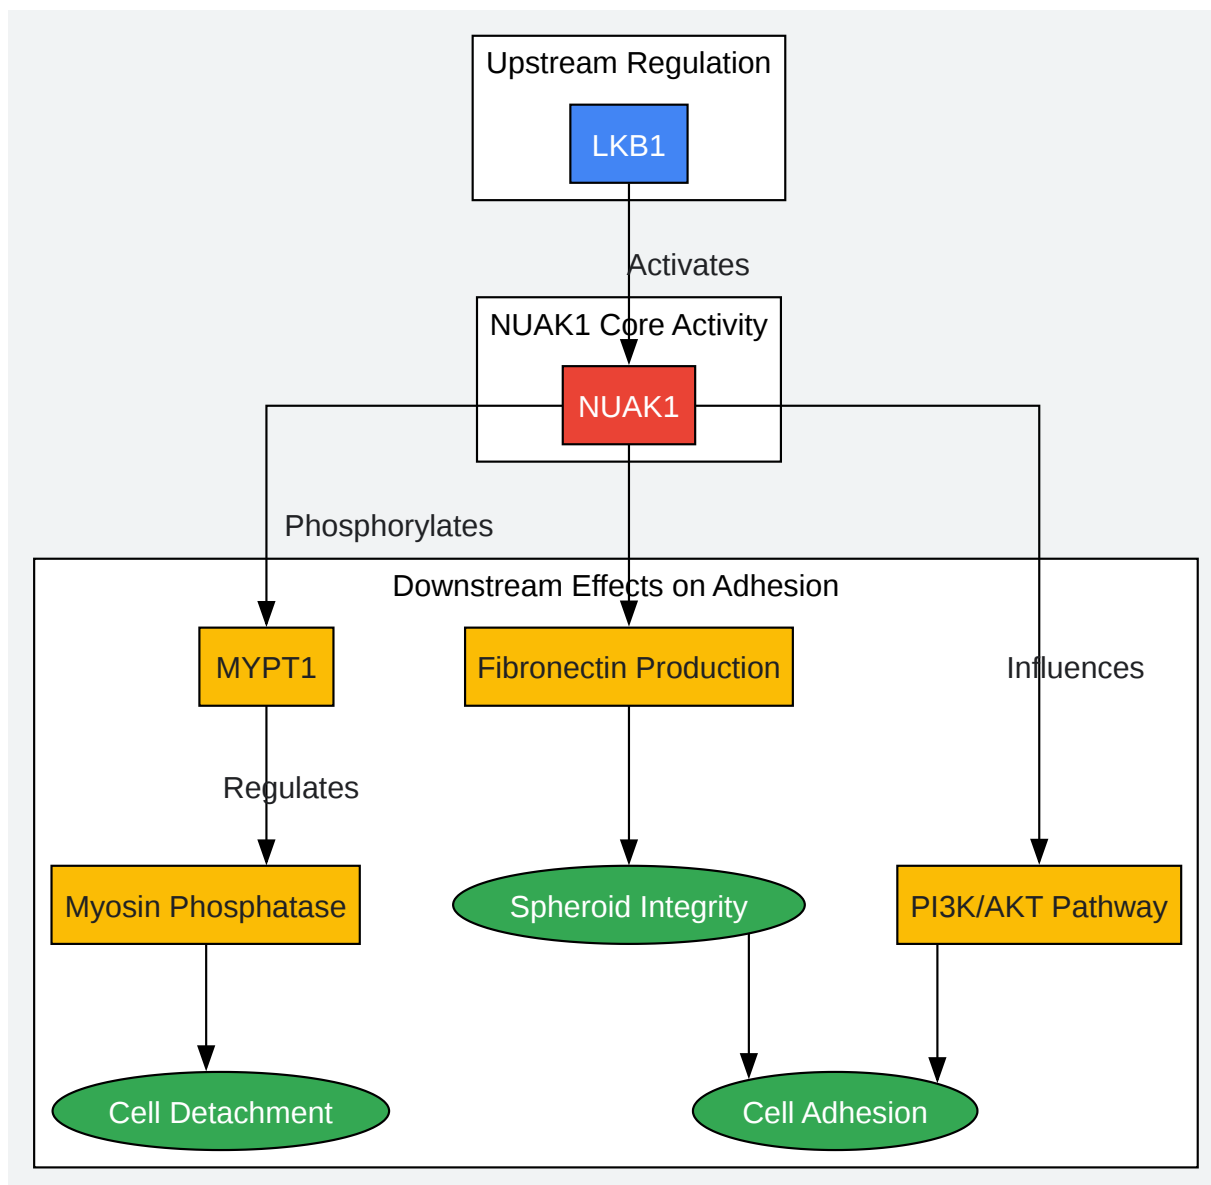 Upstream Regulation
LKB1
Activates
NUAK1 Core Activity
NUAK1
Phosphorylates
Downstream Effects on Adhesion
MYPT1
Fibronectin Production
Influences
Regulates
Myosin Phosphatase
Spheroid Integrity
PI3K/AKT Pathway
Cell Detachment
Cell Adhesion